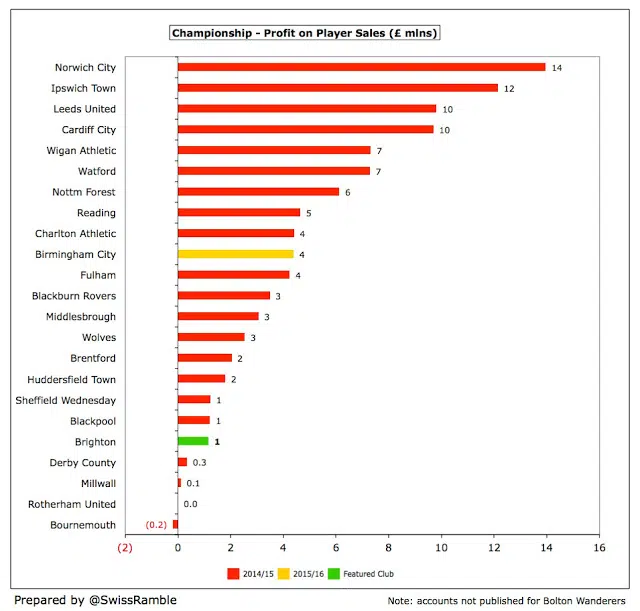 Championship - Profit on Player Sales (£ mlns)
Norwich City 14
Ipswich Town 12
Leeds United 10
Cardiff City 10
Wigan Athletic 7
Watford 7
Nottm Forest 6
Reading 5
Charlton Athletic 4
Birmingham City 4
Fulham 4
Blackburn Rovers 3
Middlesbrough 3
Wolves 3
Brentford 2
Huddersfield Town 2
Sheffield Wednesday 1
Blackpool 1
Brighton 1
Derby County 0.3
Millwall 0.1
Rotherham United 0.0
Bournemouth (0.2)
(2) 0 2 4 6 8 10 12 14 16
2014/15 2015/16 Featured Club
Prepared by @SwissRamble Note: accounts not published for Bolton Wanderers